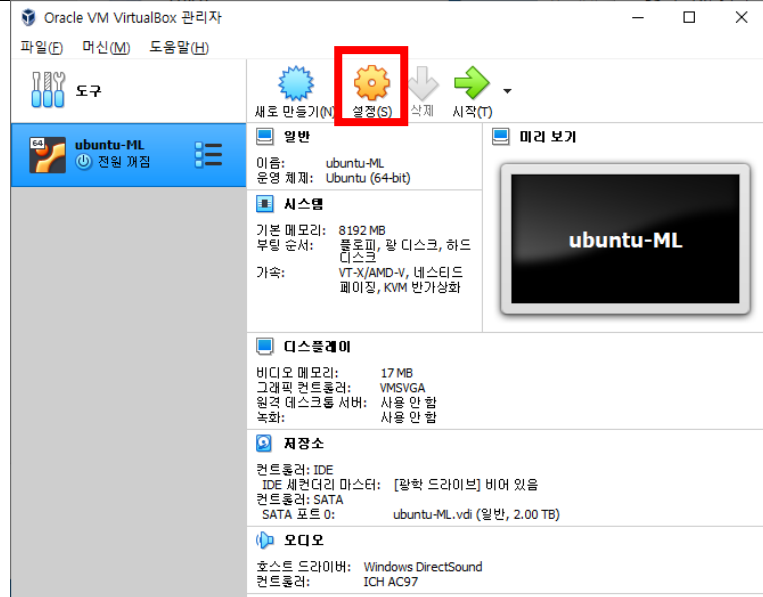 Oracle VM VirtualBox 관리자
파일(F) 머신(M) 도움말(H)
도구
새로 만들기(N) 설정(S) 삭제 시작(T)
64
ubuntu-ML
전원 꺼짐
일반
이름: ubuntu-ML
운영 체제: Ubuntu (64-bit)
미리 보기
ubuntu-ML
시스템
기본 메모리: 8192 MB
부팅 순서: 플로피, 광 디스크, 하드
디스크
가속: VT-X/AMD-V, 네스티드
페이징, KVM 반가상화
디스플레이
비디오 메모리: 17 MB
그래픽 컨트롤러: VMSVGA
원격 데스크톱 서버: 사용 안 함
녹화: 사용 안 함
저장소
컨트롤러: IDE
IDE 세컨더리 마스터: [광학 드라이브] 비어 있음
컨트롤러: SATA
SATA 포트 0: ubuntu-ML.vdi (일반, 2.00 TB)
오디오
호스트 드라이버: Windows DirectSound
컨트롤러: ICH AC97